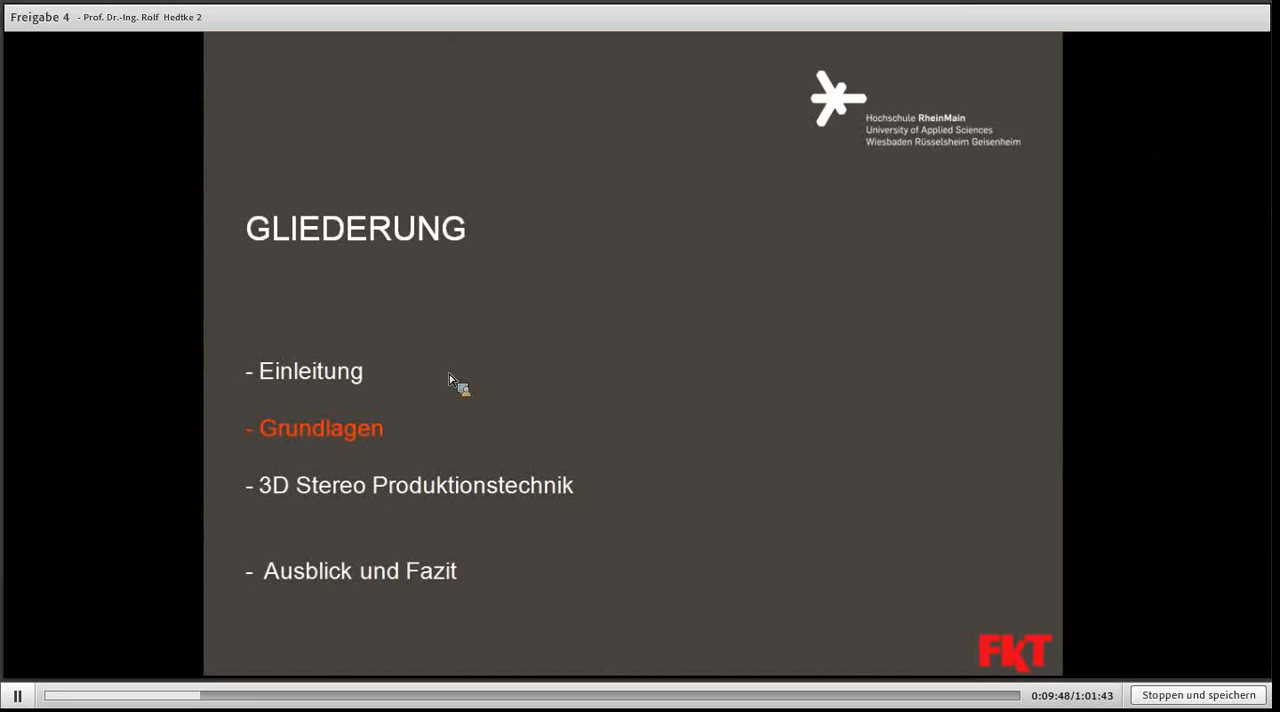 Freigabe 4 - Prof. Dr.-Ing. Rolf Hedtke 2
Hochschule RheinMain
University of Applied Sciences
Wiesbaden Rüsselsheim Geisenheim
GLIEDERUNG
- Einleitung
- Grundlagen
- 3D Stereo Produktionstechnik
- Ausblick und Fazit
FKT
0:09:48/1:01:43
Stoppen und speichern